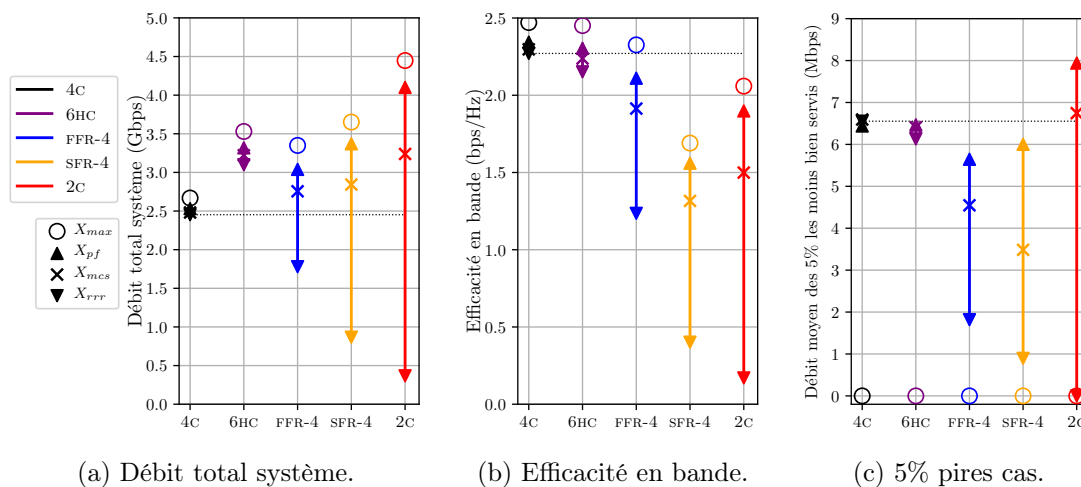 4C
6HC
FFR-4
SFR-4
2C
X_max
X_pf
X_mcs
X_rrr
Débit total système (Gbps)
5.0
4.5
4.0
3.5
3.0
2.5
2.0
1.5
1.0
0.5
0.0
4C 6HC FFR-4 SFR-4 2C
(a) Débit total système.
Efficacité en bande (bps/Hz)
2.5
2.0
1.5
1.0
0.5
0.0
4C 6HC FFR-4 SFR-4 2C
(b) Efficacité en bande.
Débit moyen des 5% les moins bien servis (Mbps)
9
8
7
6
5
4
3
2
1
0
4C 6HC FFR-4 SFR-4 2C
(c) 5% pires cas.